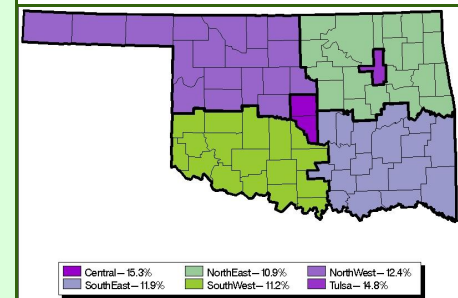 Central – 15.3% NorthEast – 10.9% NorthWest – 12.4%
SouthEast – 11.9% SouthWest – 11.2% Tulsa – 14.8%